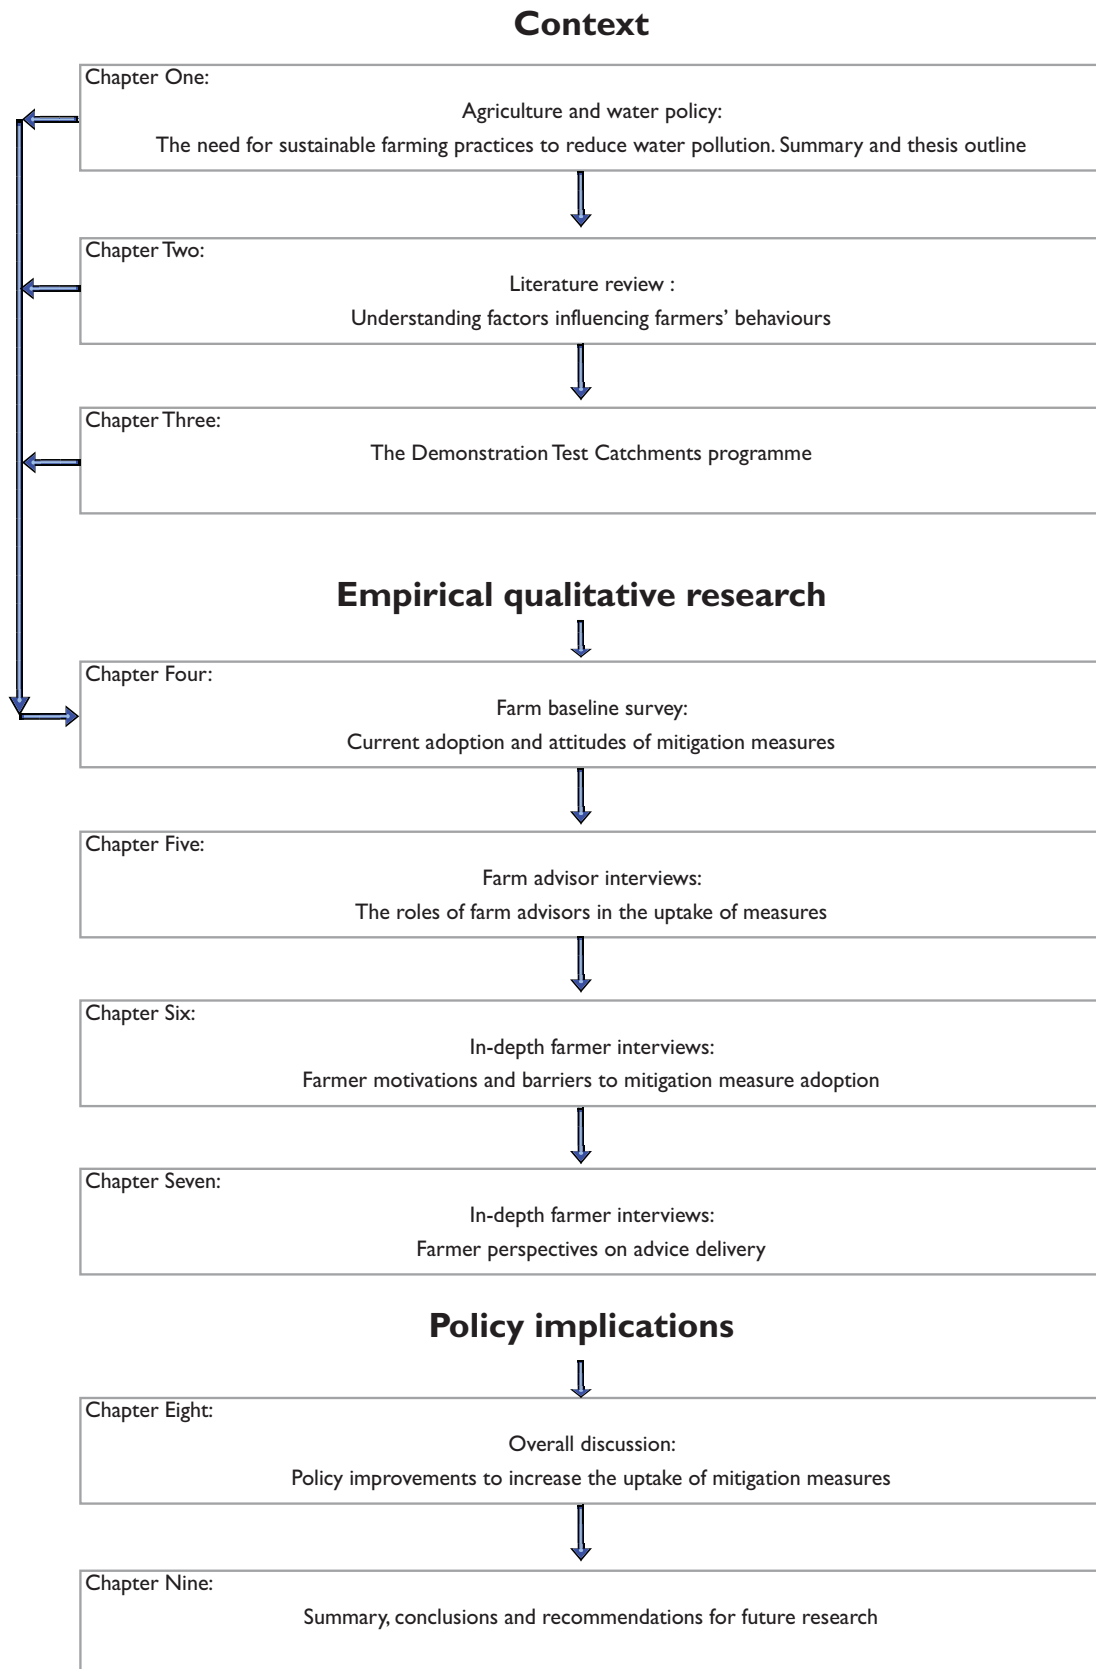 Context
Chapter One:
Agriculture and water policy:
The need for sustainable farming practices to reduce water pollution. Summary and thesis outline
Chapter Two:
Literature review :
Understanding factors influencing farmers’ behaviours
Chapter Three:
The Demonstration Test Catchments programme
Empirical qualitative research
Chapter Four:
Farm baseline survey:
Current adoption and attitudes of mitigation measures
Chapter Five:
Farm advisor interviews:
The roles of farm advisors in the uptake of measures
Chapter Six:
In-depth farmer interviews:
Farmer motivations and barriers to mitigation measure adoption
Chapter Seven:
In-depth farmer interviews:
Farmer perspectives on advice delivery
Policy implications
Chapter Eight:
Overall discussion:
Policy improvements to increase the uptake of mitigation measures
Chapter Nine:
Summary, conclusions and recommendations for future research